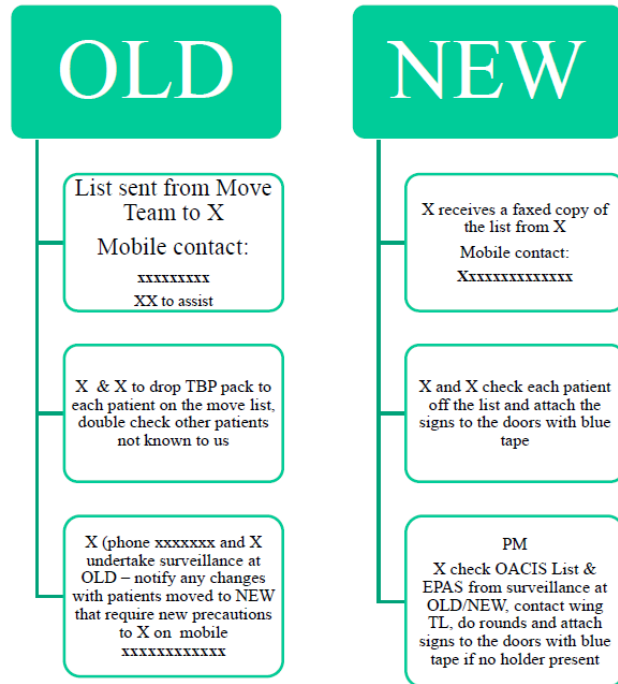 OLD
List sent from Move
Team to X
Mobile contact:
xxxxxxxxx
XX to assist
X & X to drop TBP pack to
each patient on the move list,
double check other patients
not known to us
X (phone xxxxxxx and X
undertake surveillance at
OLD – notify any changes
with patients moved to NEW
that require new precautions
to X on mobile
xxxxxxxxxxxx
NEW
X receives a faxed copy of
the list from X
Mobile contact:
Xxxxxxxxxxxxx
X and X check each patient
off the list and attach the
signs to the doors with blue
tape
PM
X check OACIS List &
EPAS from surveillance at
OLD/NEW, contact wing
TL, do rounds and attach
signs to the doors with blue
tape if no holder present